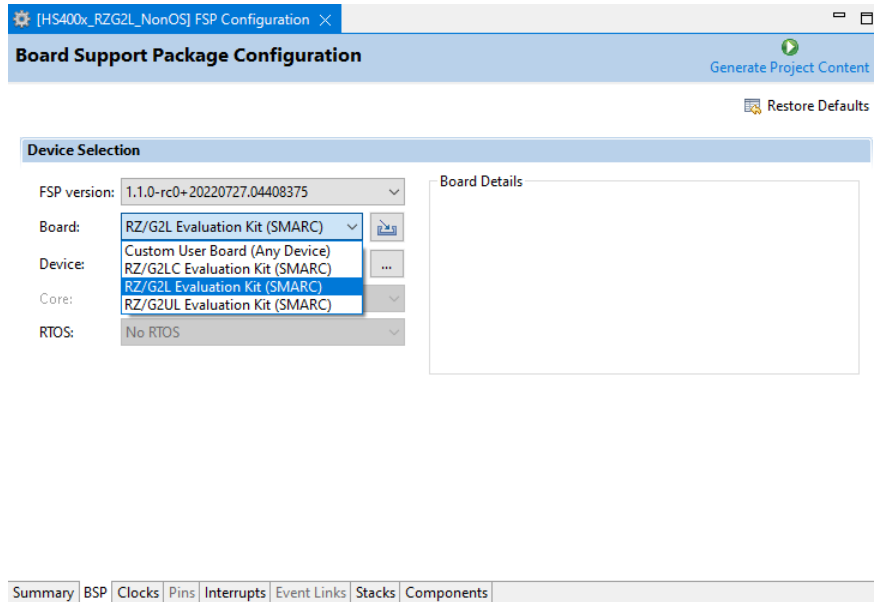 [HS400x_RZG2L_NonOS] FSP Configuration
Board Support Package Configuration
Generate Project Content
Restore Defaults
Device Selection
FSP version: 1.1.0-rc0+20220727.04408375
Board: RZ/G2L Evaluation Kit (SMARC)
Custom User Board (Any Device)
RZ/G2LC Evaluation Kit (SMARC)
RZ/G2L Evaluation Kit (SMARC)
RZ/G2UL Evaluation Kit (SMARC)
Device: ...
Core:
RTOS: No RTOS
Board Details
Summary BSP Clocks Pins Interrupts Event Links Stacks Components